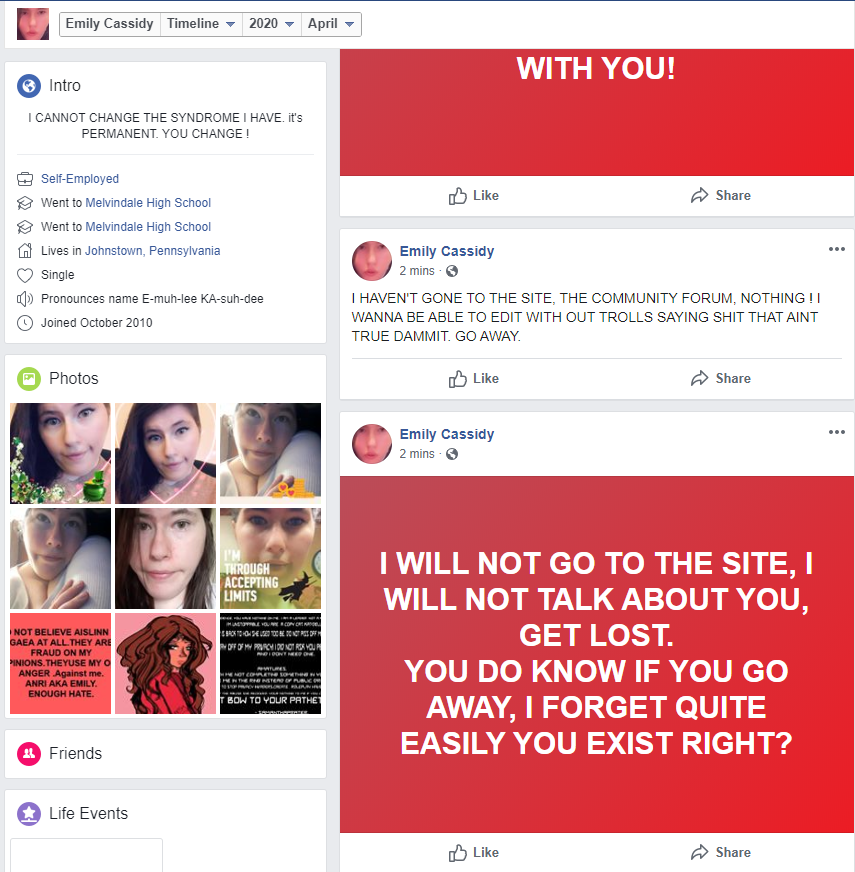 Emily Cassidy
Timeline
2020
April
Intro
I CANNOT CHANGE THE SYNDROME I HAVE. it's
PERMANENT. YOU CHANGE !
Self-Employed
Went to Melvindale High School
Went to Melvindale High School
Lives in Johnstown, Pennsylvania
Single
Pronounces name E-muh-lee KA-suh-dee
Joined October 2010
Photos
I'M
THROUGH
ACCEPTING
LIMITS
NOT BELIEVE AISLINN
GAEA AT ALL.THEY ARE
FRAUD ON MY
PINIONS.THEYUSE MY O
ANGER .Against me.
ANRI AKA EMILY.
ENOUGH HATE.
T BOW TO YOUR PATHET
Friends
Life Events
WITH YOU!
Like
Share
Emily Cassidy
2 mins ·
I HAVEN'T GONE TO THE SITE, THE COMMUNITY FORUM, NOTHING ! I
WANNA BE ABLE TO EDIT WITH OUT TROLLS SAYING SHIT THAT AINT
TRUE DAMMIT. GO AWAY.
Like
Share
Emily Cassidy
2 mins ·
I WILL NOT GO TO THE SITE, I
WILL NOT TALK ABOUT YOU,
GET LOST.
YOU DO KNOW IF YOU GO
AWAY, I FORGET QUITE
EASILY YOU EXIST RIGHT?
Like
Share